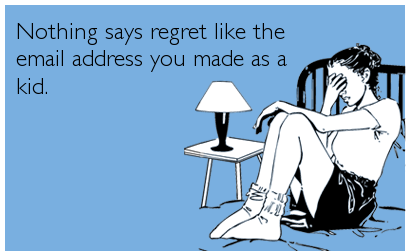 Nothing says regret like the
email address you made as a
kid.